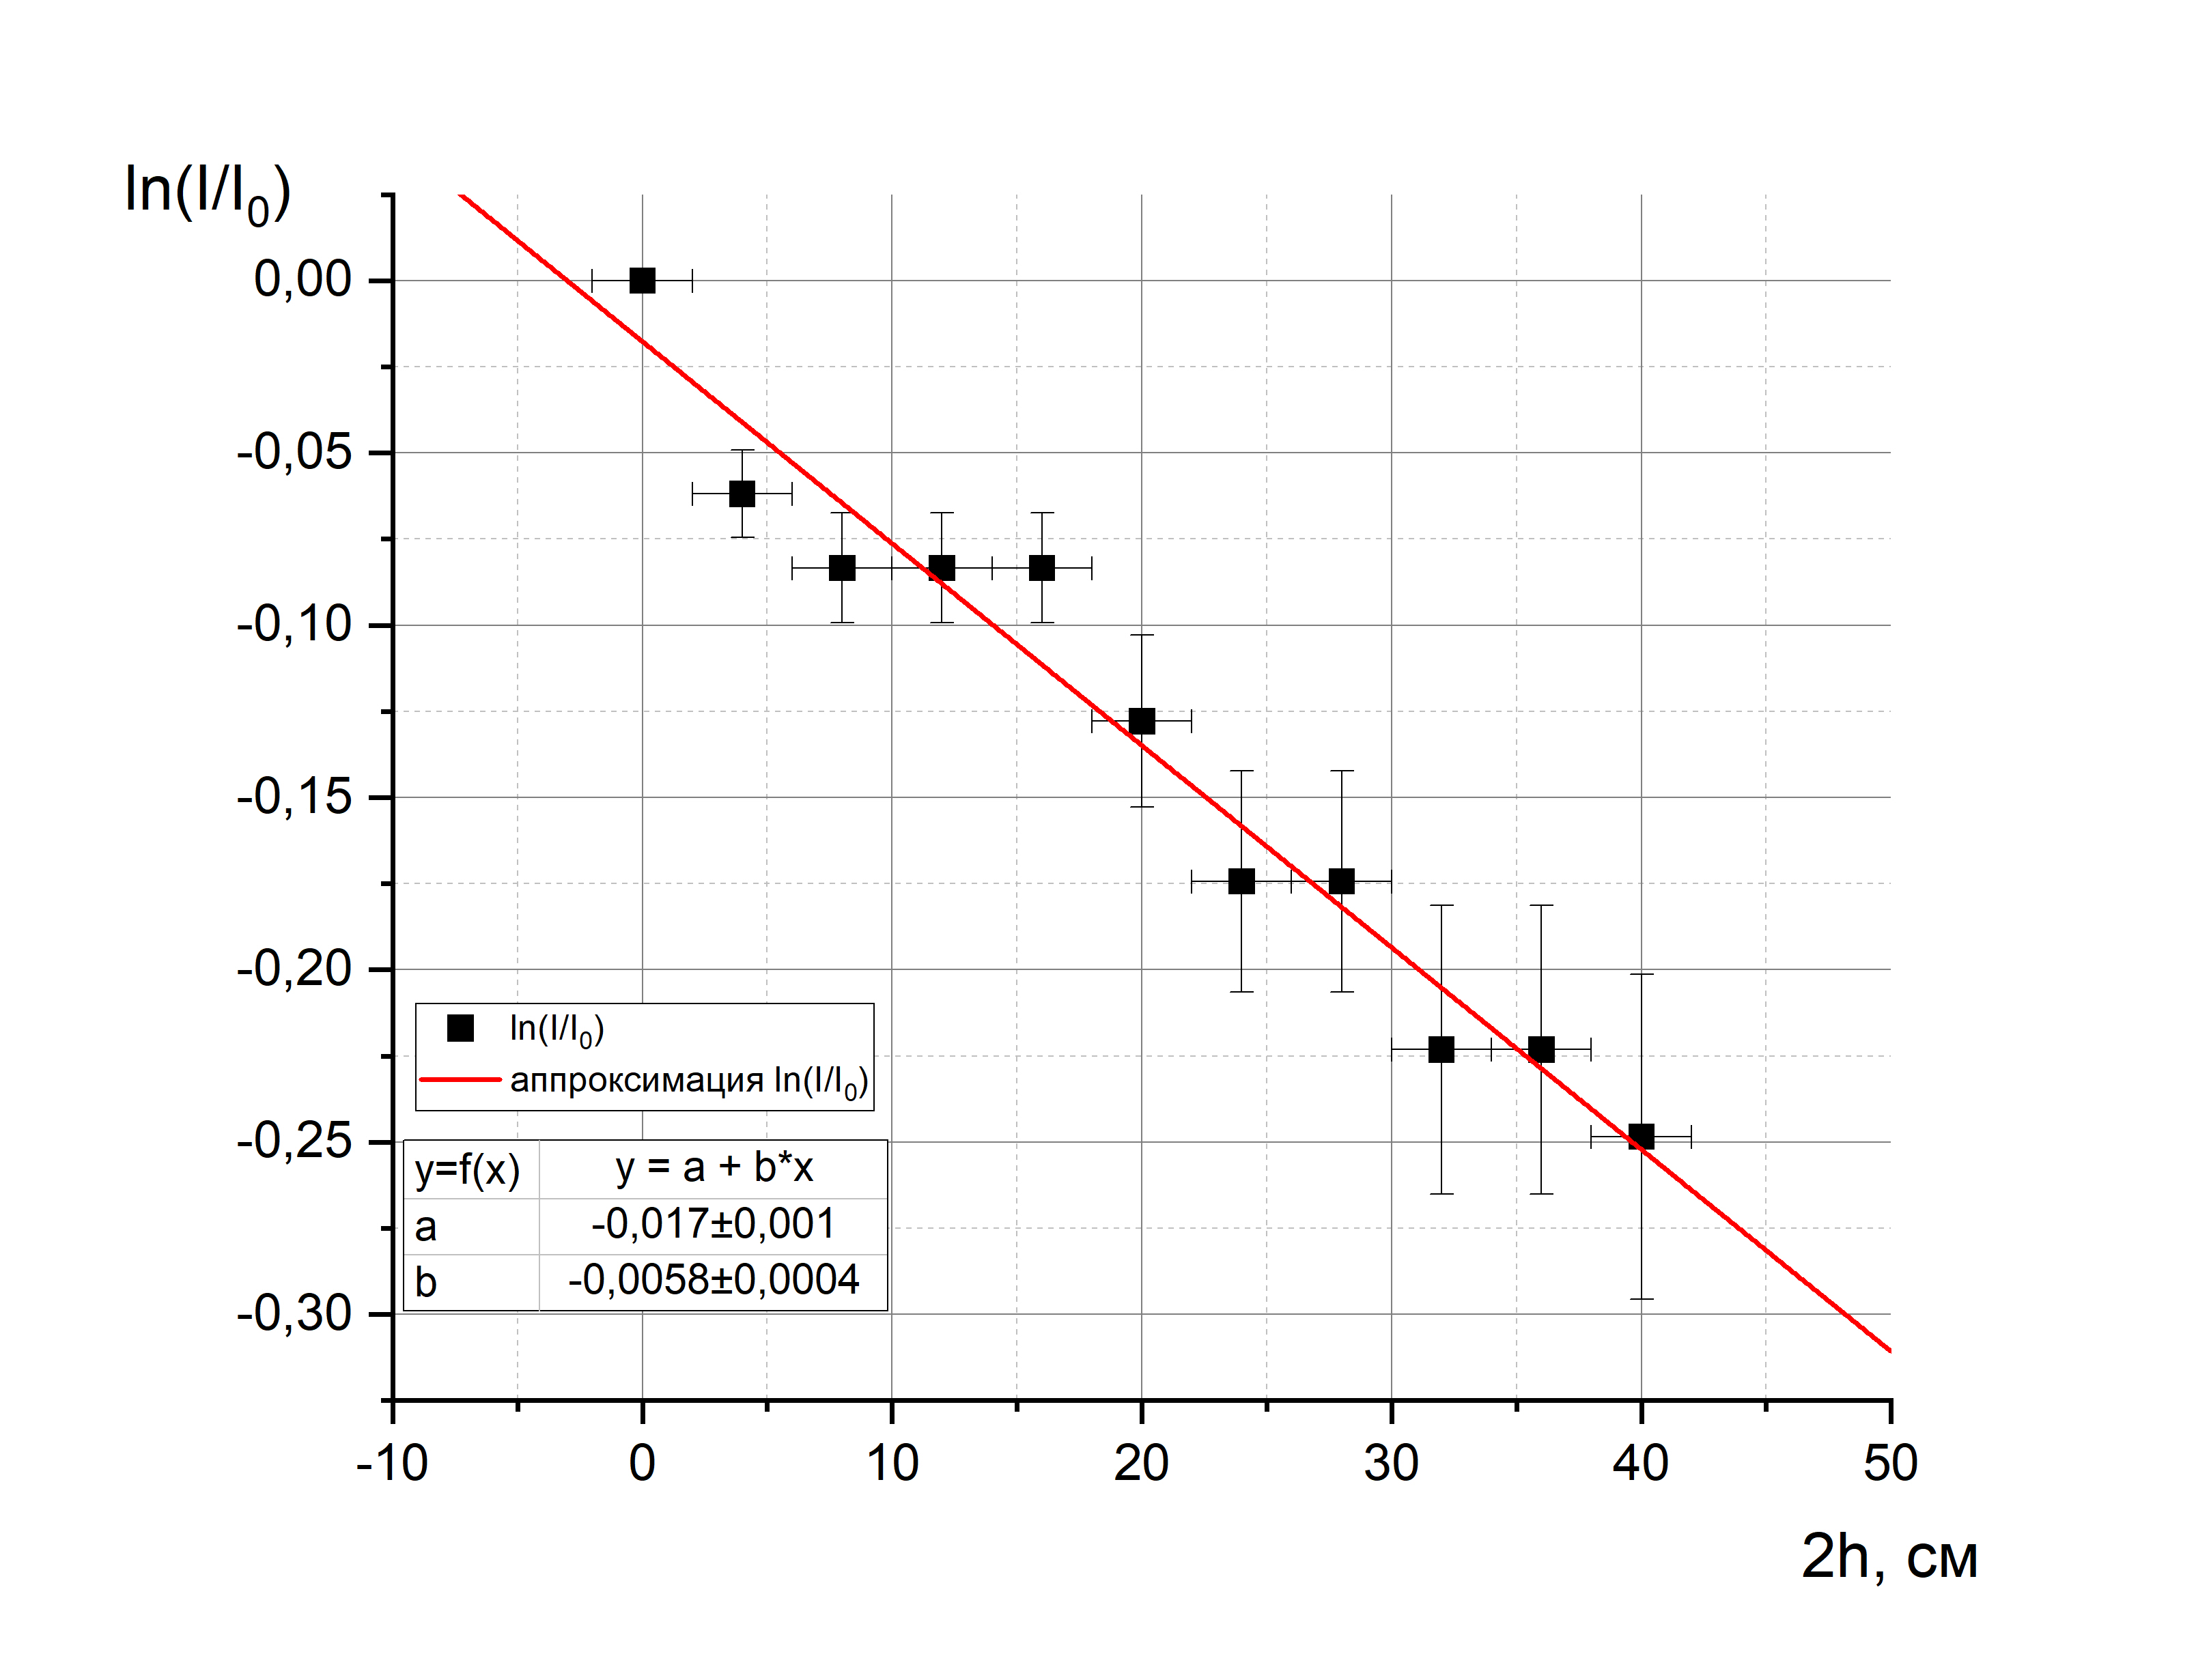 ln(I/I₀)
0,00
-0,05
-0,10
-0,15
-0,20
-0,25
-0,30
ln(I/I₀)
аппроксимация ln(I/I₀)
y=f(x) y = a + b*x
a -0,017±0,001
b -0,0058±0,0004
-10 0 10 20 30 40 50
2h, см